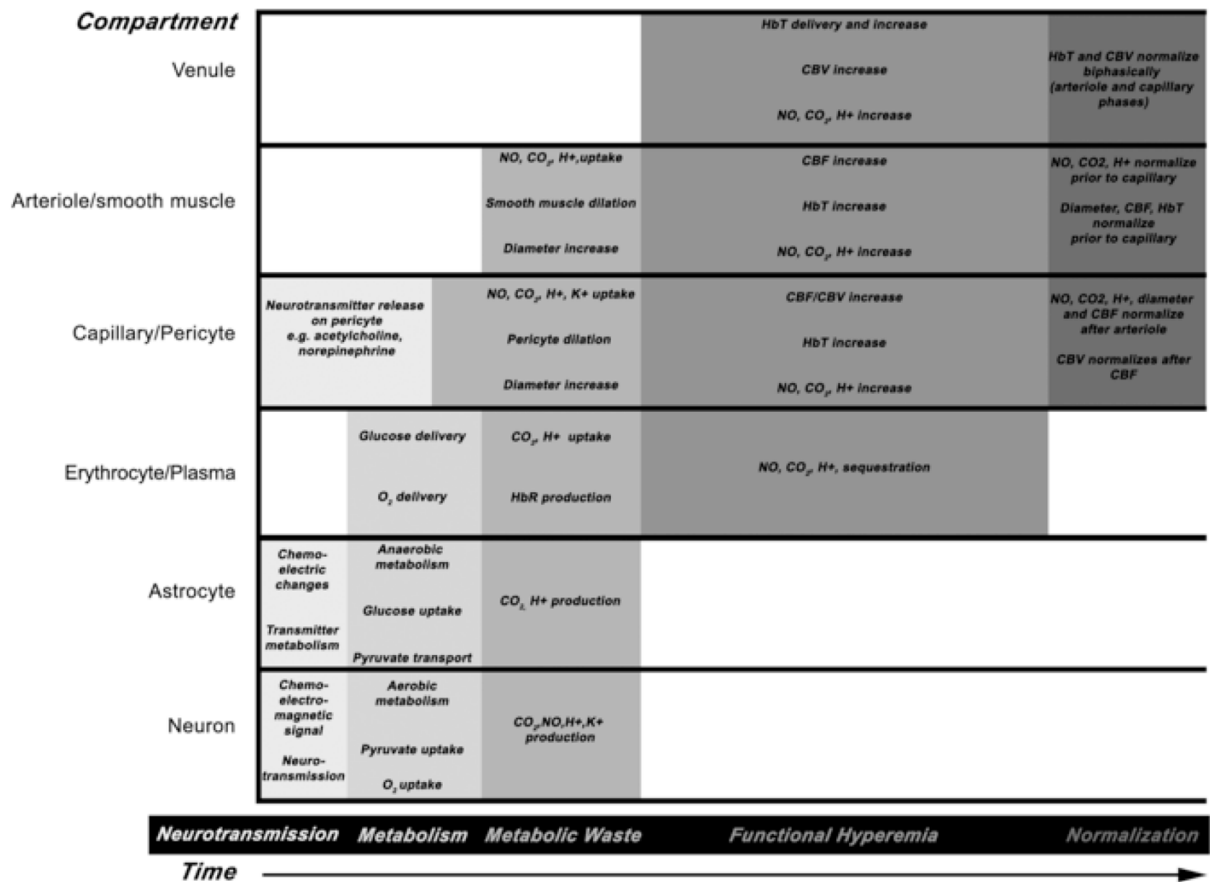 Compartment
Venule
HbT delivery and increase
CBV increase
NO, CO₂, H+ increase
HbT and CBV normalize
biphasically
(arteriole and capillary
phases)
Arteriole/smooth muscle
NO, CO₂, H+,uptake
Smooth muscle dilation
Diameter increase
CBF increase
HbT increase
NO, CO₂, H+ increase
NO, CO2, H+ normalize
prior to capillary
Diameter, CBF, HbT
normalize
prior to capillary
Capillary/Pericyte
Neurotransmitter release
on pericyte
e.g. acetylcholine,
norepinephrine
NO, CO₂, H+, K+ uptake
Pericyte dilation
Diameter increase
CBF/CBV increase
HbT increase
NO, CO₂, H+ increase
NO, CO2, H+, diameter
and CBF normalize
after arteriole
CBV normalizes after
CBF
Erythrocyte/Plasma
Glucose delivery
O₂ delivery
CO₂, H+ uptake
HbR production
NO, CO₂, H+, sequestration
Astrocyte
Chemo-
electric
changes
Transmitter
metabolism
Anaerobic
metabolism
Glucose uptake
Pyruvate transport
CO₂, H+ production
Neuron
Chemo-
electro-
magnetic
signal
Neuro-
transmission
Aerobic
metabolism
Pyruvate uptake
O₂ uptake
CO₂,NO,H+,K+
production
Neurotransmission Metabolism Metabolic Waste Functional Hyperemia Normalization
Time